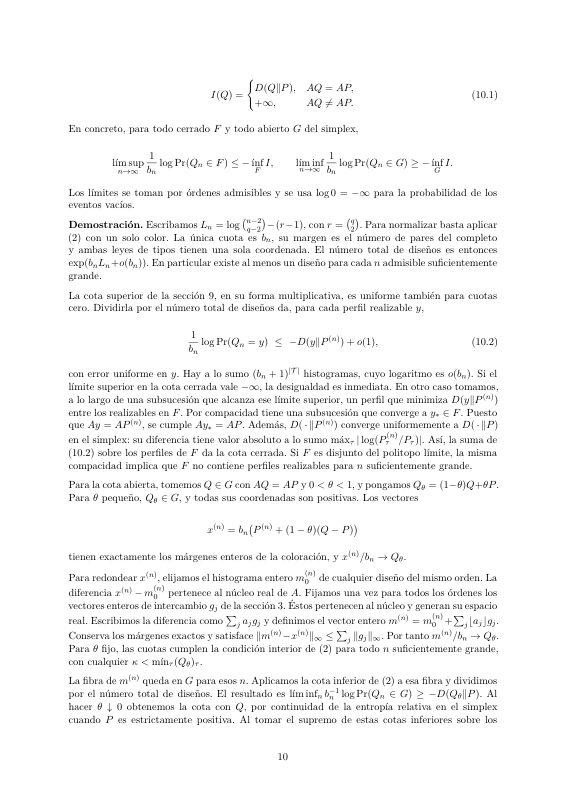 I(Q) = { D(Q‖P), AQ = AP, (10.1)
+∞, AQ ≠ AP.
En concreto, para todo cerrado F y todo abierto G del simplex,
lím sup_{n→∞} 1/b_n log Pr(Q_n ∈ F) ≤ − ínf_F I, lím inf_{n→∞} 1/b_n log Pr(Q_n ∈ G) ≥ − ínf_G I.
Los límites se toman por órdenes admisibles y se usa log 0 = −∞ para la probabilidad de los
eventos vacíos.
Demostración. Escribamos L_n = log (n−2 q−2) − (r−1), con r = (q 2). Para normalizar basta aplicar
(2) con un solo color. La única cuota es b_n, su margen es el número de pares del completo
y ambas leyes de tipos tienen una sola coordenada. El número total de diseños es entonces
exp(b_n L_n + o(b_n)). En particular existe al menos un diseño para cada n admisible suficientemente
grande.
La cota superior de la sección 9, en su forma multiplicativa, es uniforme también para cuotas
cero. Dividirla por el número total de diseños da, para cada perfil realizable y,
1/b_n log Pr(Q_n = y) ≤ −D(y‖P^{(n)}) + o(1), (10.2)
con error uniforme en y. Hay a lo sumo (b_n + 1)^{|T|} histogramas, cuyo logaritmo es o(b_n). Si el
límite superior en la cota cerrada vale −∞, la desigualdad es inmediata. En otro caso tomamos,
a lo largo de una subsucesión que alcanza ese límite superior, un perfil que minimiza D(y‖P^{(n)})
entre los realizables en F. Por compacidad tiene una subsucesión que converge a y_* ∈ F. Puesto
que Ay = AP^{(n)}, se cumple Ay_* = AP. Además, D( · ‖P^{(n)}) converge uniformemente a D( · ‖P)
en el simplex: su diferencia tiene valor absoluto a lo sumo máx_τ | log(P_τ^{(n)}/P_τ)|. Así, la suma de
(10.2) sobre los perfiles de F da la cota cerrada. Si F es disjunto del politopo límite, la misma
compacidad implica que F no contiene perfiles realizables para n suficientemente grande.
Para la cota abierta, tomemos Q ∈ G con AQ = AP y 0 < θ < 1, y pongamos Q_θ = (1−θ)Q+θP.
Para θ pequeño, Q_θ ∈ G, y todas sus coordenadas son positivas. Los vectores
x^{(n)} = b_n(P^{(n)} + (1 − θ)(Q − P))
tienen exactamente los márgenes enteros de la coloración, y x^{(n)}/b_n → Q_θ.
Para redondear x^{(n)}, elijamos el histograma entero m_0^{(n)} de cualquier diseño del mismo orden. La
diferencia x^{(n)} − m_0^{(n)} pertenece al núcleo real de A. Fijamos una vez para todos los órdenes los
vectores enteros de intercambio g_j de la sección 3. Éstos pertenecen al núcleo y generan su espacio
real. Escribimos la diferencia como ∑_j a_j g_j y definimos el vector entero m^{(n)} = m_0^{(n)} + ∑_j ⌊a_j⌋g_j.
Conserva los márgenes exactos y satisface ‖m^{(n)} − x^{(n)}‖_∞ ≤ ∑_j ‖g_j‖_∞. Por tanto m^{(n)}/b_n → Q_θ.
Para θ fijo, las cuotas cumplen la condición interior de (2) para todo n suficientemente grande,
con cualquier κ < mín_τ(Q_θ)_τ.
La fibra de m^{(n)} queda en G para esos n. Aplicamos la cota inferior de (2) a esa fibra y dividimos
por el número total de diseños. El resultado es lím inf_n b_n^{−1} log Pr(Q_n ∈ G) ≥ −D(Q_θ‖P). Al
hacer θ ↓ 0 obtenemos la cota con Q, por continuidad de la entropía relativa en el simplex
cuando P es estrictamente positiva. Al tomar el supremo de estas cotas inferiores sobre los
10